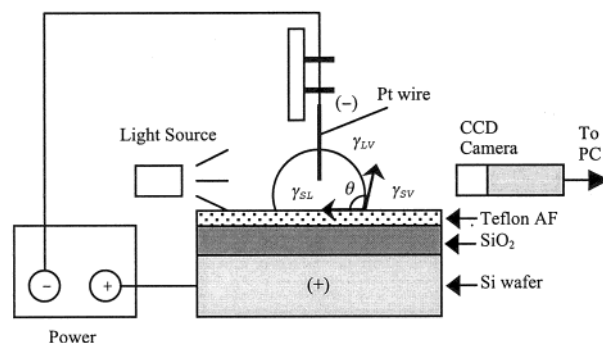 (−)
Pt wire
Light Source
γLV
CCD
Camera
To
PC
γSL
θ
γSV
Teflon AF
SiO₂
− +
(+)
Si wafer
Power